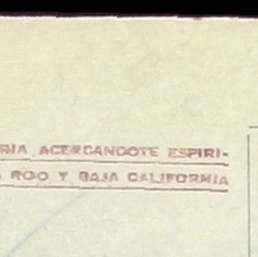 RIA ACERCANDOTE ESPIRI-
A ROO Y BAJA CALIFORNIA